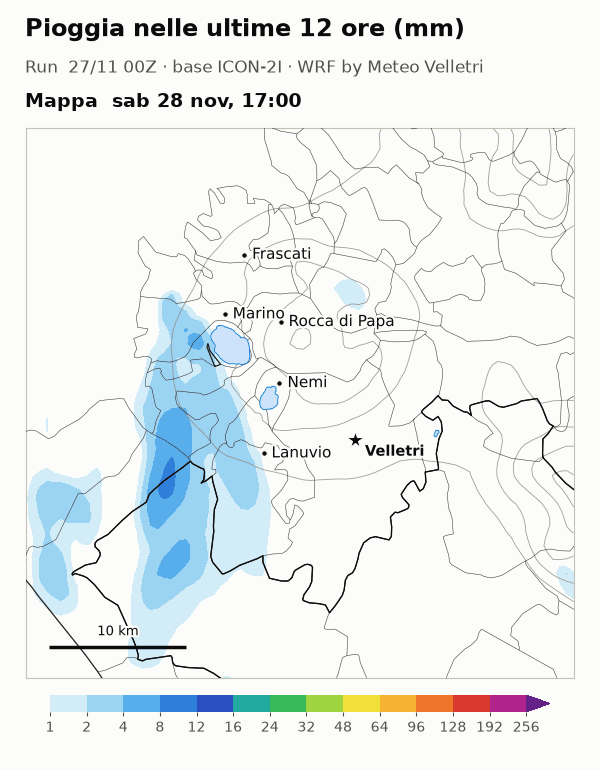 Pioggia nelle ultime 12 ore (mm)
Run 27/11 00Z · base ICON-2I · WRF by Meteo Velletri
Mappa sab 28 nov, 17:00
Frascati
Marino
Rocca di Papa
Nemi
Velletri
Lanuvio
10 km
1 2 4 8 12 16 24 32 48 64 96 128 192 256